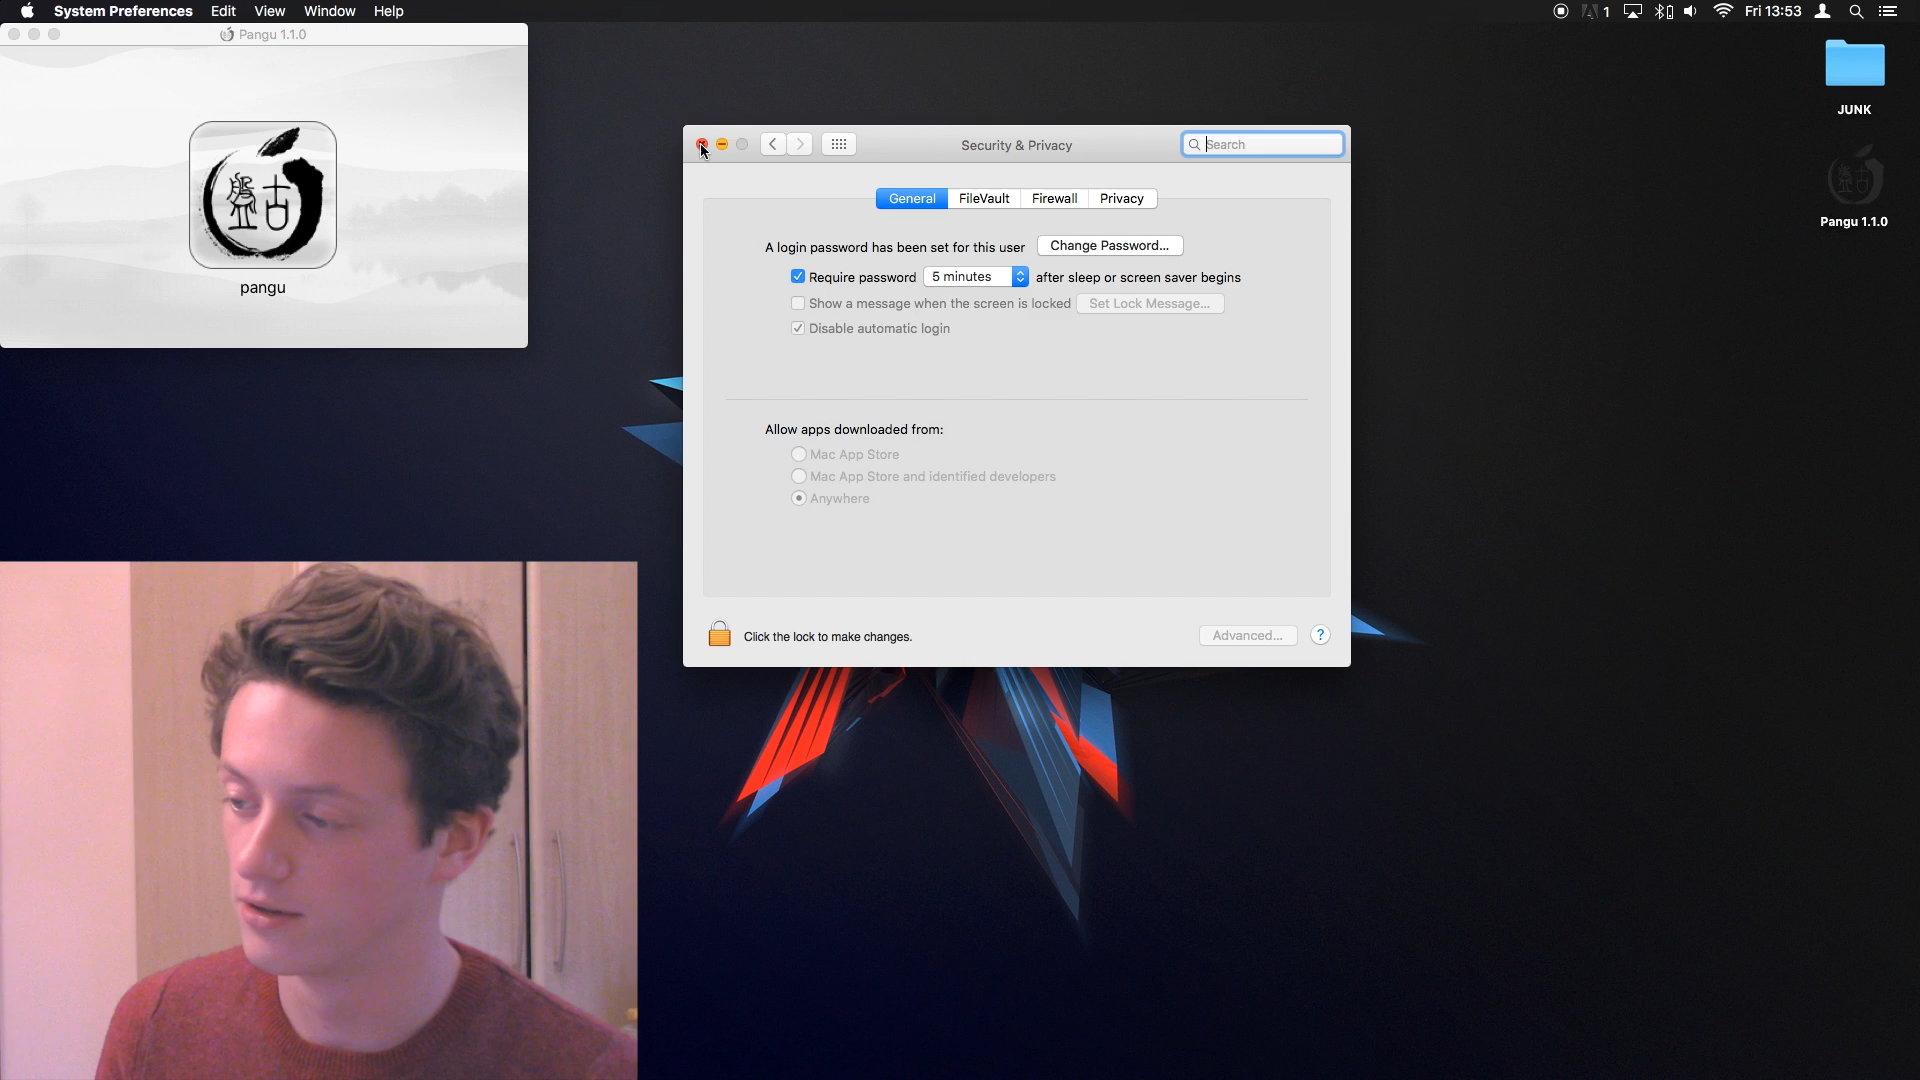 System Preferences Edit View Window Help
1 Fri 13:53
Pangu 1.1.0
盤古
pangu
JUNK
Pangu 1.1.0
Security & Privacy
Search
General FileVault Firewall Privacy
A login password has been set for this user Change Password...
Require password 5 minutes after sleep or screen saver begins
Show a message when the screen is locked Set Lock Message...
Disable automatic login
Allow apps downloaded from:
Mac App Store
Mac App Store and identified developers
Anywhere
Click the lock to make changes.
Advanced... ?